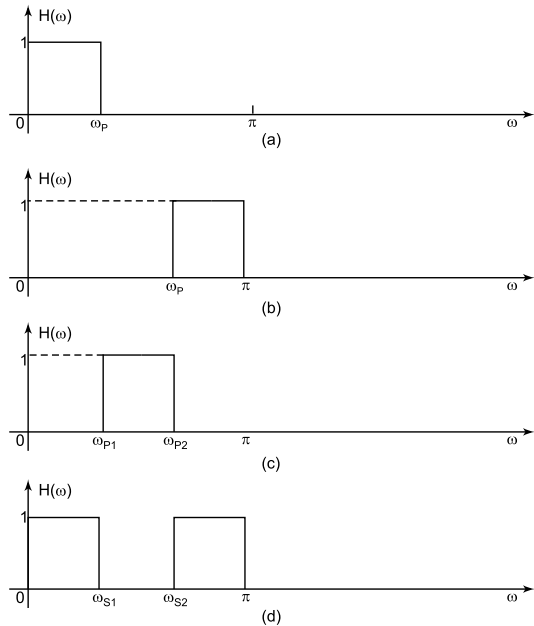 H(ω)
1
0 ω_P π ω
(a)
H(ω)
1
0 ω_P π ω
(b)
H(ω)
1
0 ω_P1 ω_P2 π ω
(c)
H(ω)
1
0 ω_S1 ω_S2 π ω
(d)